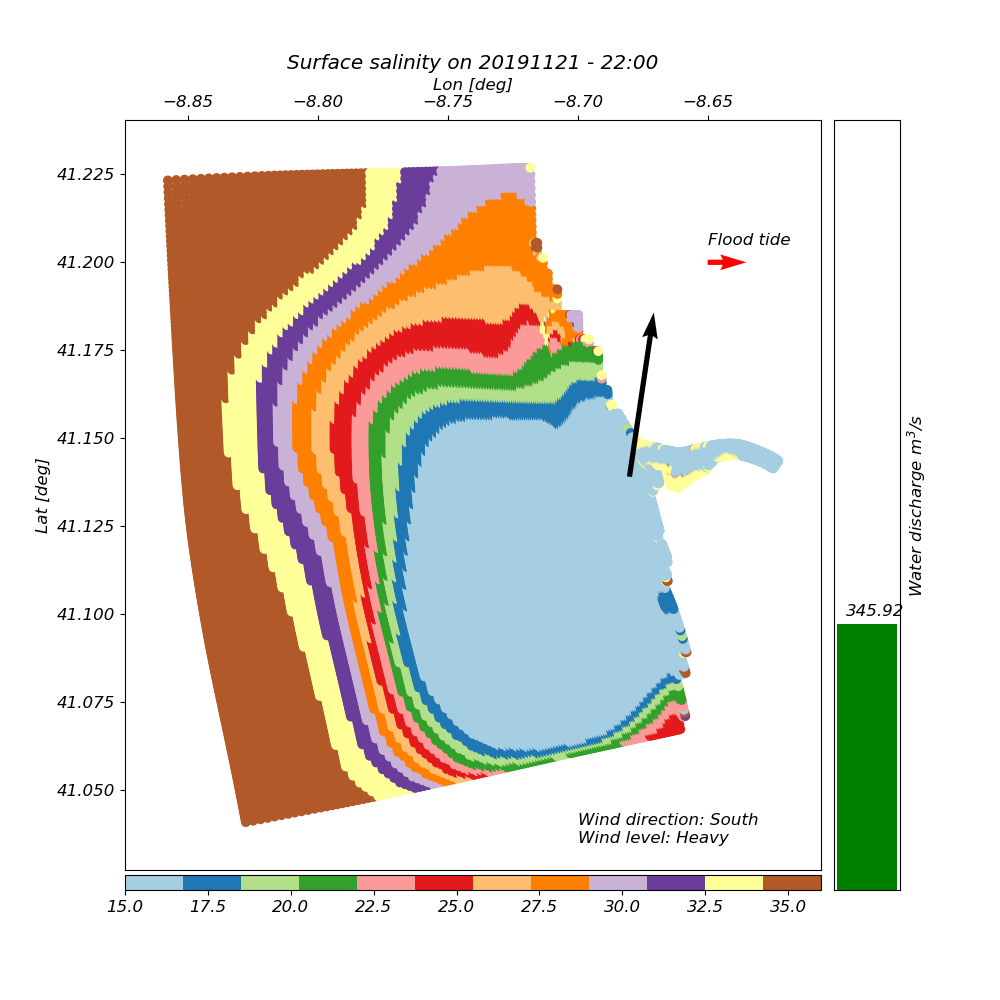 Surface salinity on 20191121 - 22:00
Lon [deg]
−8.85 −8.80 −8.75 −8.70 −8.65
41.225
41.200
41.175
41.150
41.125
41.100
41.075
41.050
Lat [deg]
Flood tide
Wind direction: South
Wind level: Heavy
345.92
Water discharge m³/s
15.0 17.5 20.0 22.5 25.0 27.5 30.0 32.5 35.0